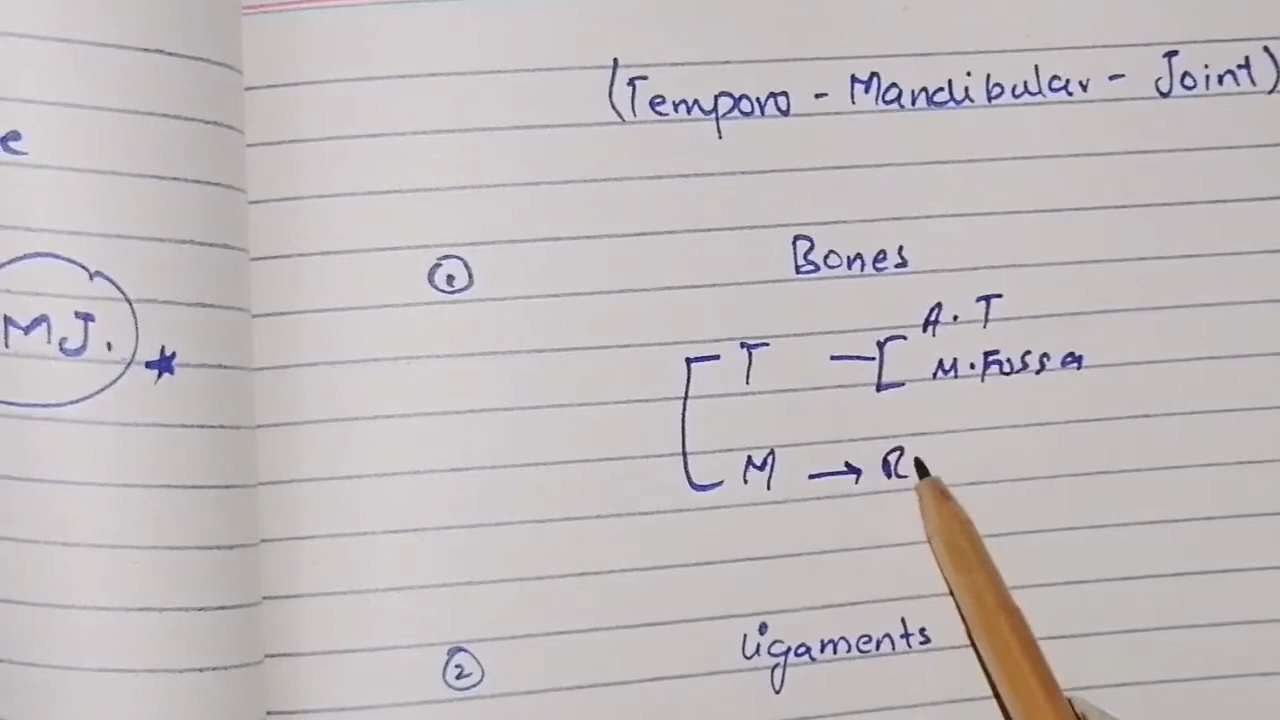 (Temporo - Mandibular - Joint)
e
① Bones
MJ.
A. T
T
M. Fossa
M → R
② ligaments